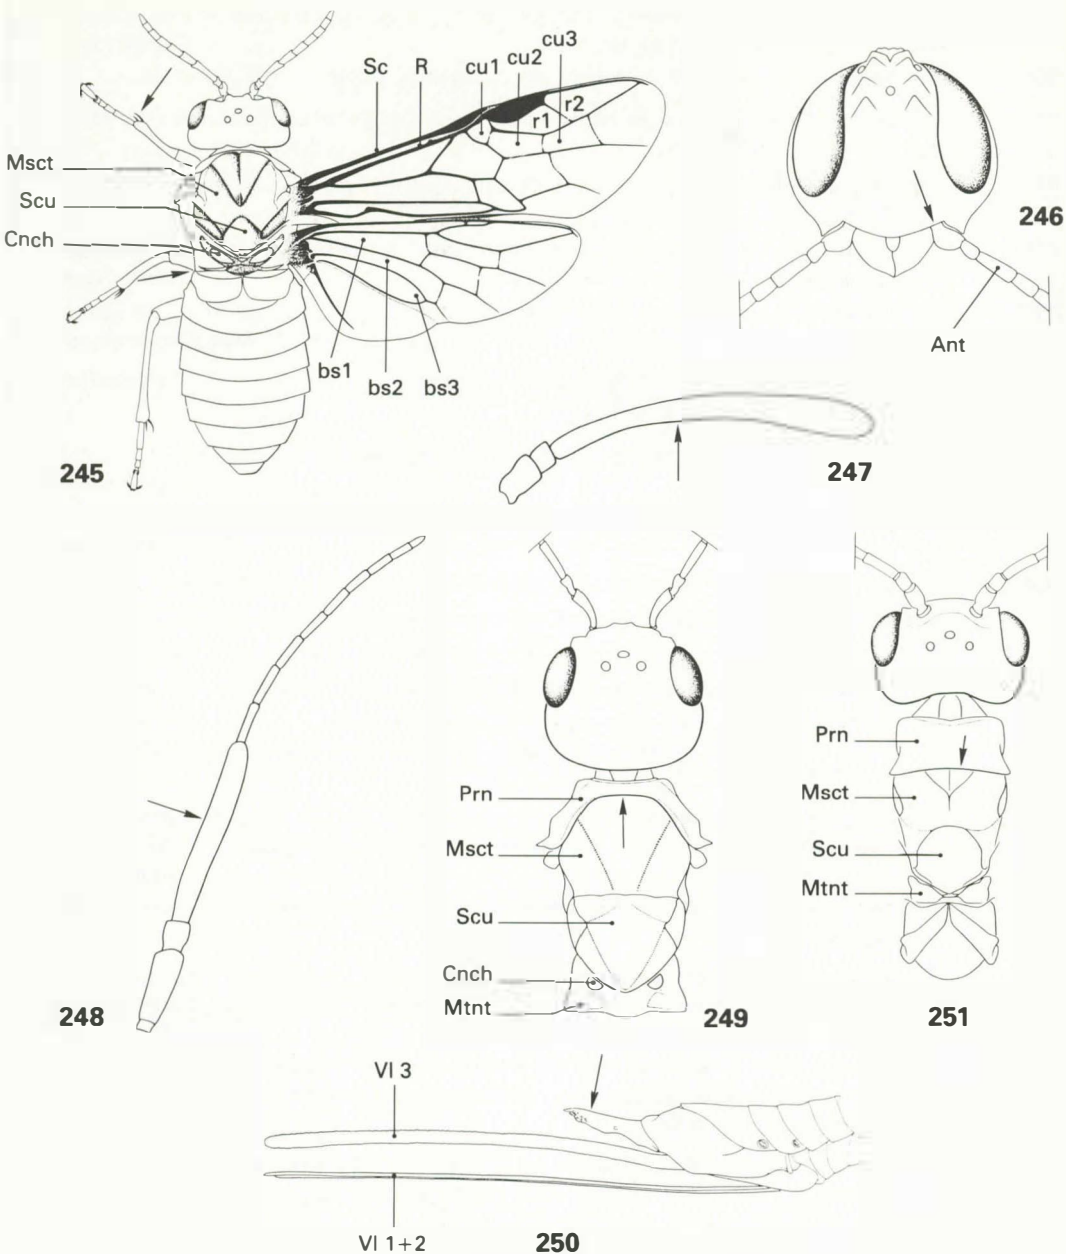 Sc R cu1 cu2 cu3
r1 r2
Msct
Scu
Cnch
bs1 bs2 bs3
245
246
Ant
247
248
Prn
Msct
Scu
Cnch
Mtnt
249
Prn
Msct
Scu
Mtnt
251
Vl 3
Vl 1+2
250